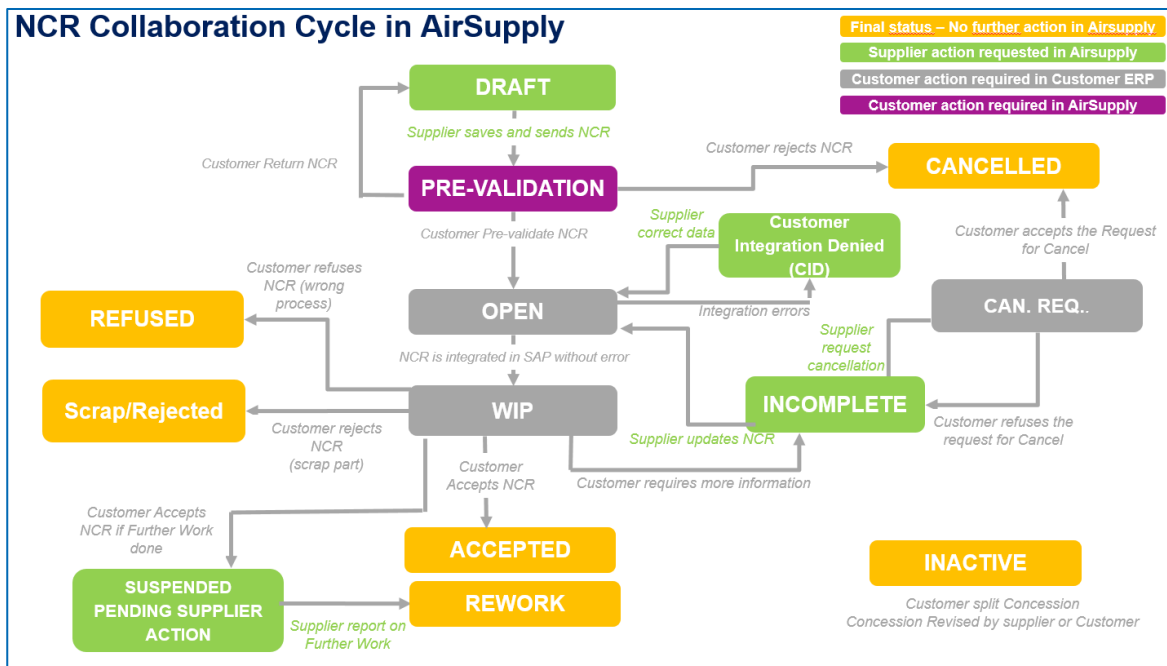 NCR Collaboration Cycle in AirSupply
Final status – No further action in Airsupply
Supplier action requested in Airsupply
Customer action required in Customer ERP
Customer action required in AirSupply
DRAFT
Supplier saves and sends NCR
Customer Return NCR
Customer rejects NCR
CANCELLED
PRE-VALIDATION
Customer Pre-validate NCR
Supplier
correct data
Customer
Integration Denied
(CID)
Customer accepts the Request
for Cancel
Customer refuses
NCR (wrong
process)
REFUSED
OPEN
Integration errors
CAN. REQ..
NCR is integrated in SAP without error
Supplier
request
cancellation
Scrap/Rejected
WIP
INCOMPLETE
Customer rejects
NCR
(scrap part)
Supplier updates NCR
Customer refuses the
request for Cancel
Customer
Accepts NCR
Customer requires more information
Customer Accepts
NCR if Further Work
done
ACCEPTED
INACTIVE
SUSPENDED
PENDING SUPPLIER
ACTION
REWORK
Supplier report on
Further Work
Customer split Concession
Concession Revised by supplier or Customer